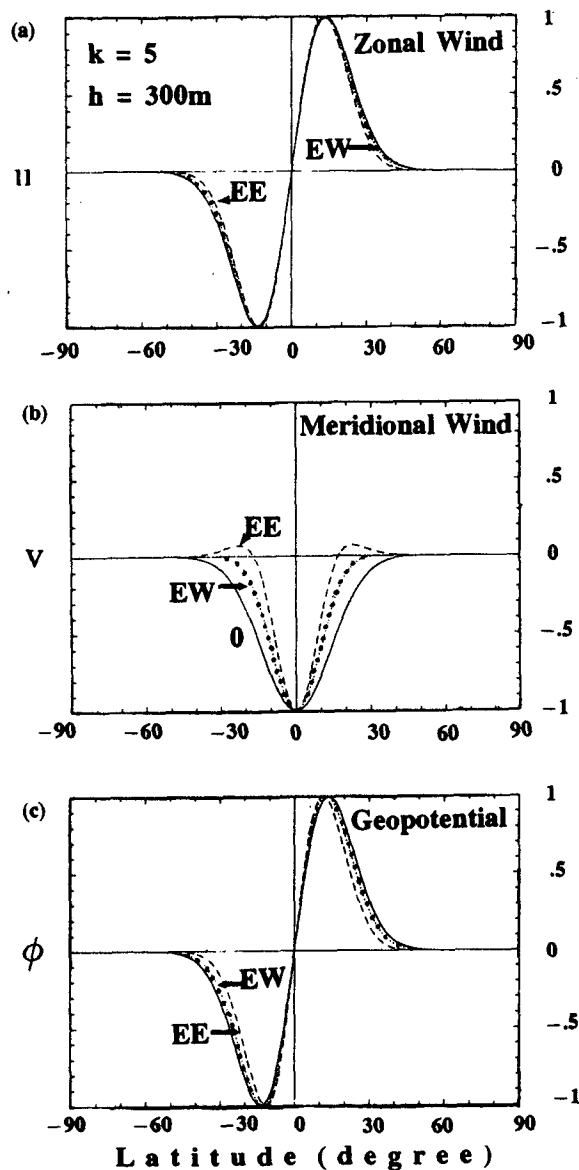 (a)
Zonal Wind
k = 5
h = 300m
EW
EE
u
1
.5
0
−.5
−1
−90 −60 −30 0 30 60 90
(b)
Meridional Wind
EE
EW
0
V
1
.5
0
−.5
−1
−90 −60 −30 0 30 60 90
(c)
Geopotential
EW
EE
ϕ
1
.5
0
−.5
−1
−90 −60 −30 0 30 60 90
Latitude (degree)